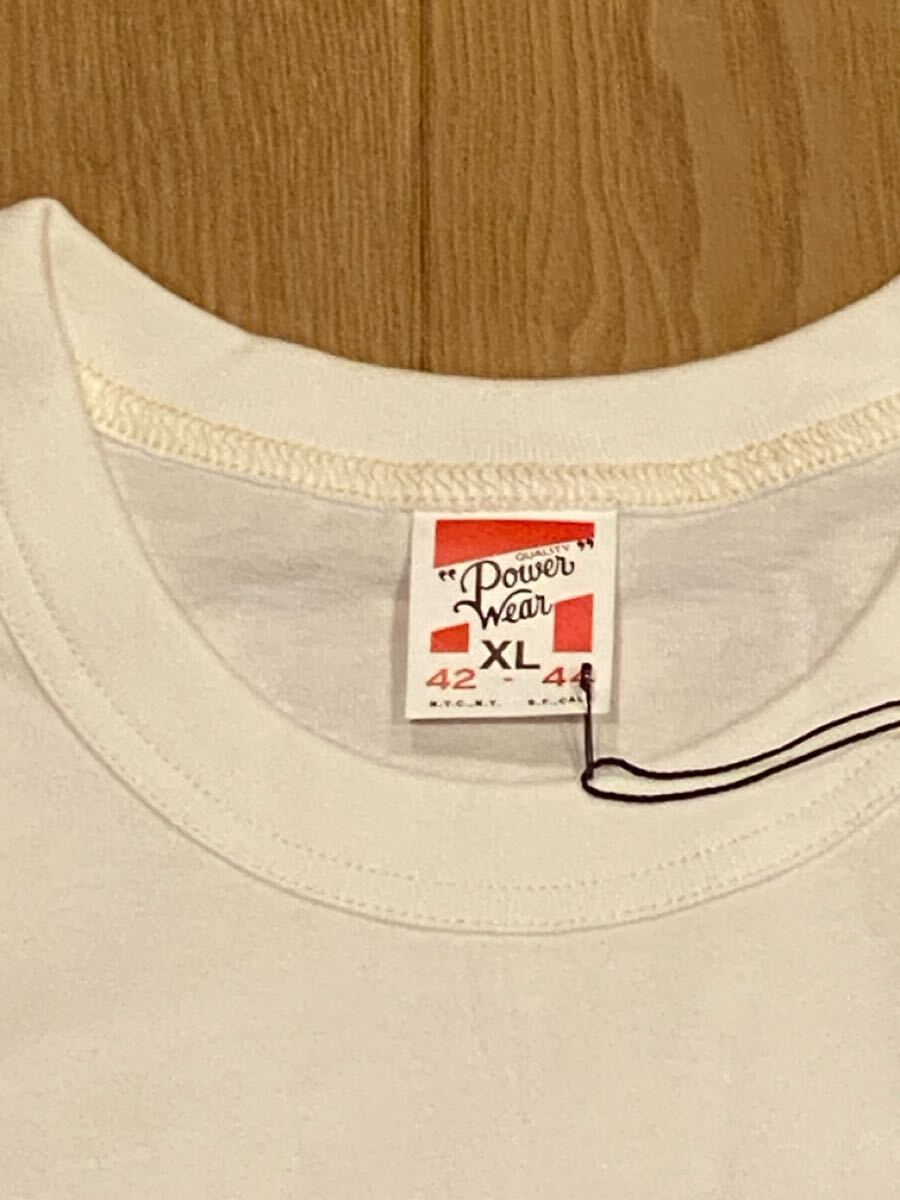 QUALITY
"Power"
Wear
XL
42 - 44
N.Y.C., N.Y. S.F., CAL